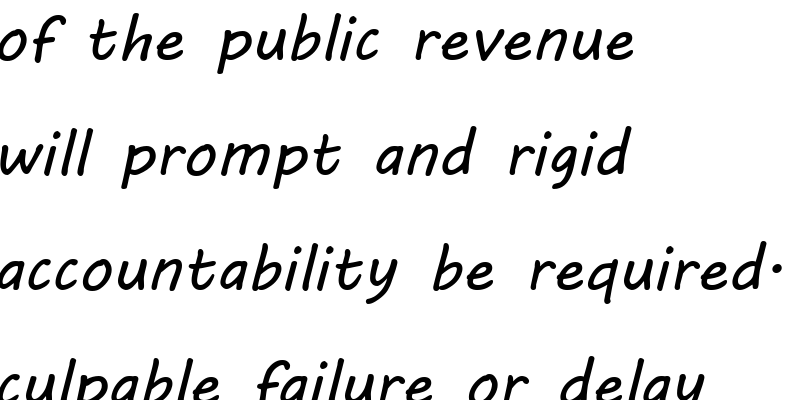 of the public revenue
will prompt and rigid
accountability be required·
culpable failure or delay